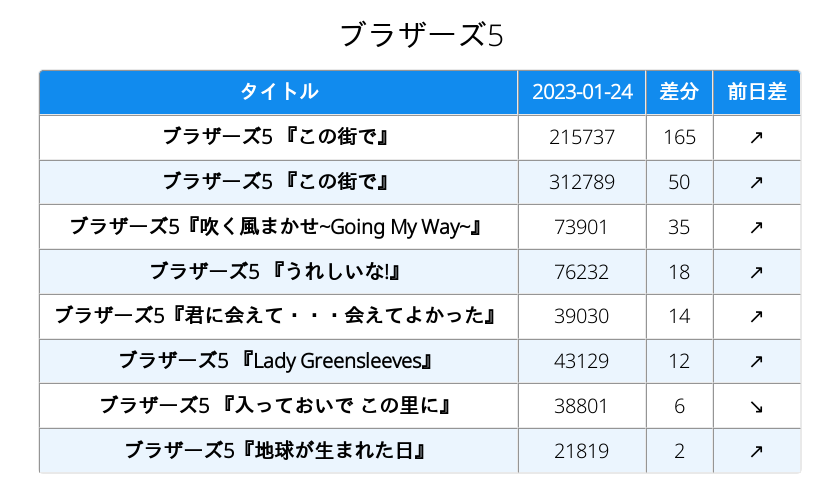 ブラザーズ5
タイトル 2023-01-24 差分 前日差
ブラザーズ5 『この街で』 215737 165 ↗
ブラザーズ5 『この街で』 312789 50 ↗
ブラザーズ5『吹く風まかせ~Going My Way~』 73901 35 ↗
ブラザーズ5 『うれしいな!』 76232 18 ↗
ブラザーズ5『君に会えて・・・会えてよかった』 39030 14 ↗
ブラザーズ5 『Lady Greensleeves』 43129 12 ↗
ブラザーズ5 『入っておいで この里に』 38801 6 ↘
ブラザーズ5『地球が生まれた日』 21819 2 ↗